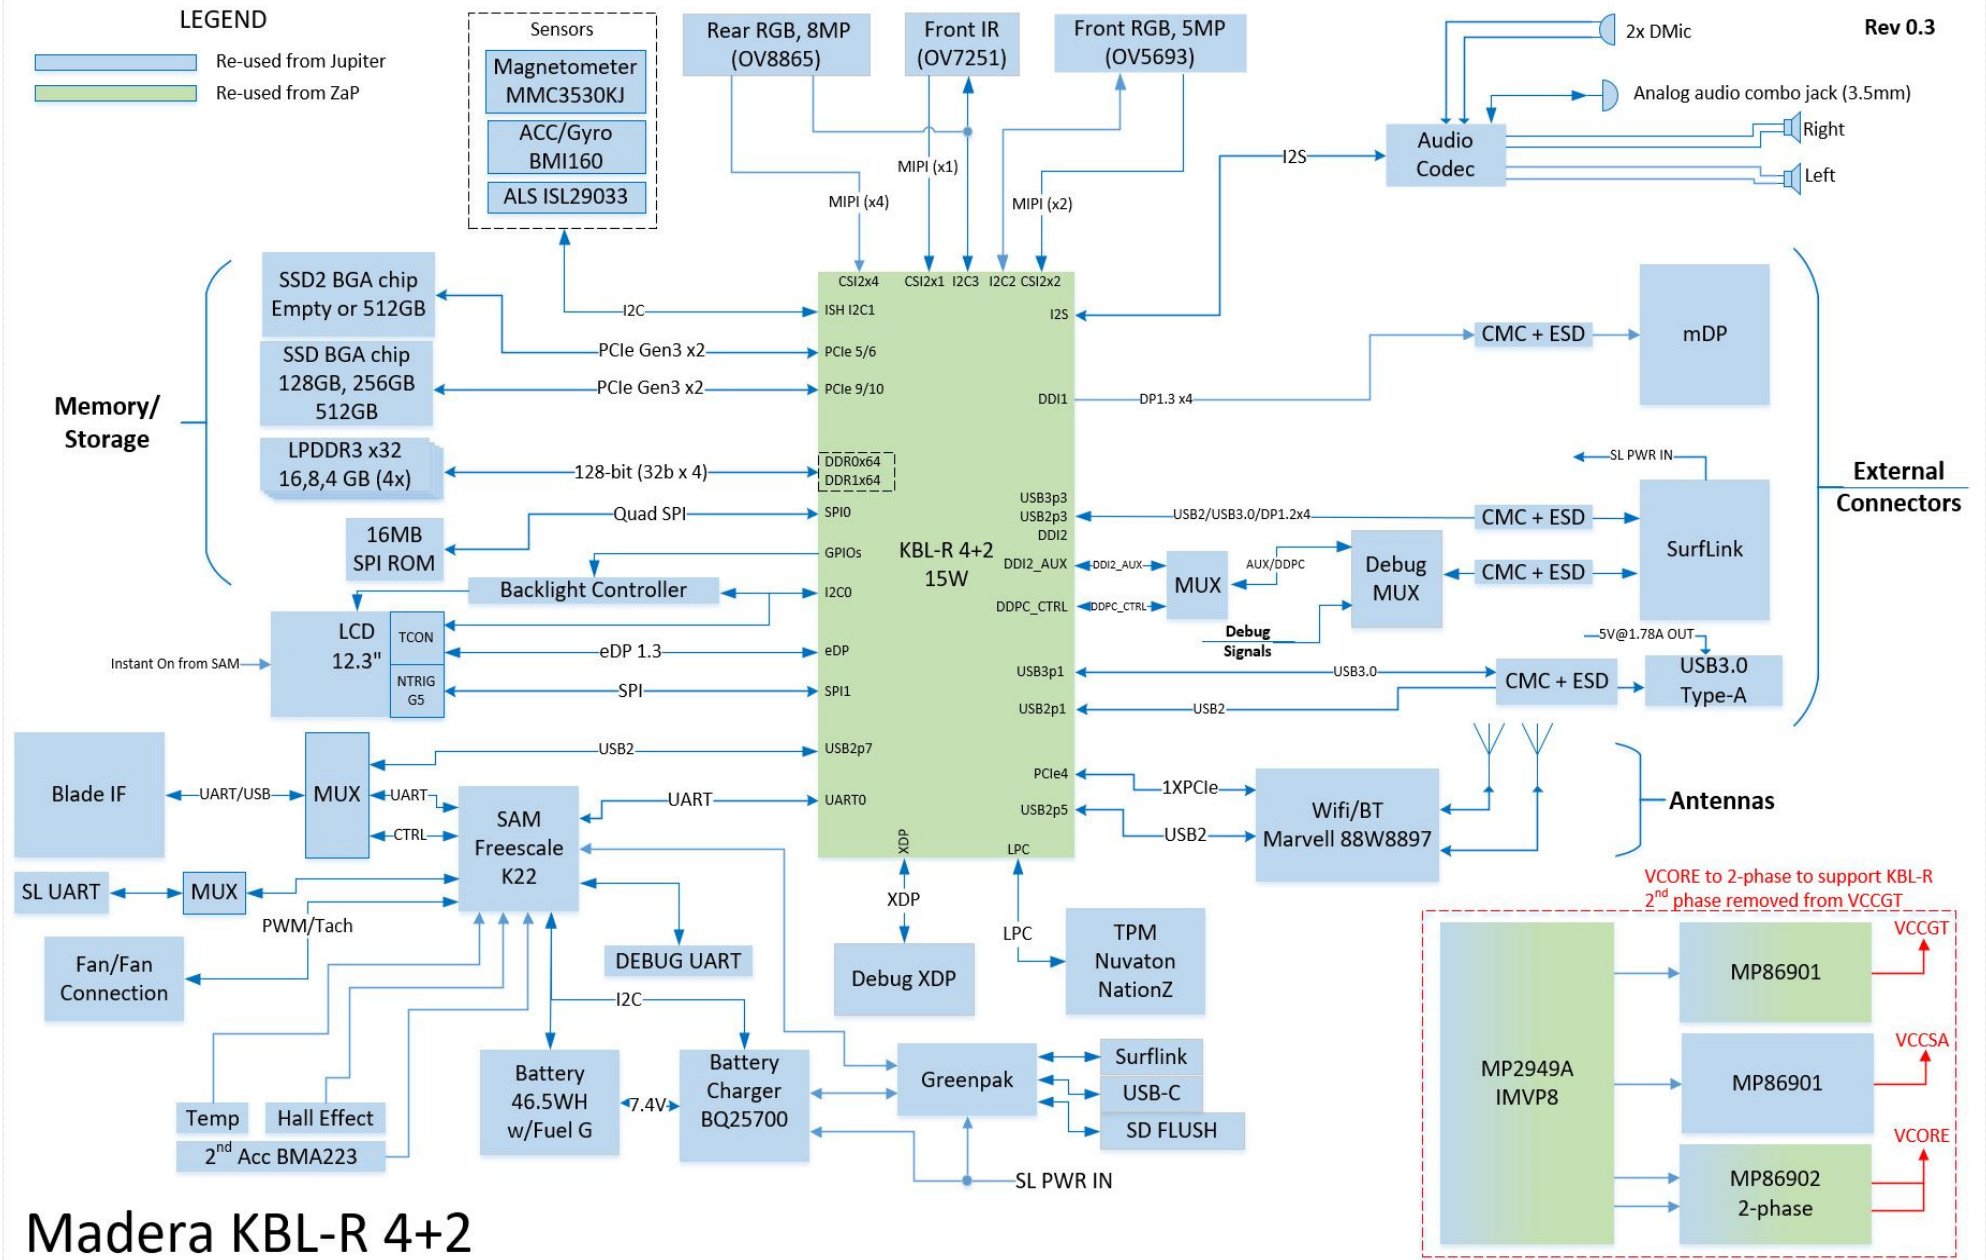 LEGEND
Re-used from Jupiter
Re-used from ZaP
Sensors
Magnetometer
MMC3530KJ
ACC/Gyro
BMI160
ALS ISL29033
Rear RGB, 8MP
(OV8865)
Front IR
(OV7251)
Front RGB, 5MP
(OV5693)
2x DMic
Rev 0.3
Analog audio combo jack (3.5mm)
Audio
Codec
Right
Left
I2S
MIPI (x4)
MIPI (x1)
MIPI (x2)
Memory/
Storage
SSD2 BGA chip
Empty or 512GB
SSD BGA chip
128GB, 256GB
512GB
LPDDR3 x32
16,8,4 GB (4x)
16MB
SPI ROM
Backlight Controller
LCD
12.3"
TCON
NTRIG
G5
Instant On from SAM
I2C
PCIe Gen3 x2
PCIe Gen3 x2
128-bit (32b x 4)
Quad SPI
eDP 1.3
SPI
USB2
UART
CSI2x4
CSI2x1
I2C3
I2C2
CSI2x2
ISH I2C1
PCIe 5/6
PCIe 9/10
DDR0x64
DDR1x64
SPI0
GPIOs
I2C0
eDP
SPI1
USB2p7
UART0
XDP
LPC
KBL-R 4+2
15W
I2S
DDI1
USB3p3
USB2p3
DDI2
DDI2_AUX
DDPC_CTRL
USB3p1
USB2p1
PCIe4
USB2p5
DP1.3 x4
CMC + ESD
mDP
SL PWR IN
USB2/USB3.0/DP1.2x4
CMC + ESD
SurfLink
DDI2_AUX
DDPC_CTRL
MUX
AUX/DDPC
Debug
MUX
CMC + ESD
Debug
Signals
5V@1.78A OUT
USB3.0
USB2
CMC + ESD
USB3.0
Type-A
External
Connectors
1XPCIe
USB2
Wifi/BT
Marvell 88W8897
Antennas
Blade IF
UART/USB
MUX
UART
CTRL
SAM
Freescale
K22
SL UART
MUX
PWM/Tach
Fan/Fan
Connection
DEBUG UART
XDP
Debug XDP
LPC
TPM
Nuvaton
NationZ
I2C
Temp
Hall Effect
2nd Acc BMA223
Battery
46.5WH
w/Fuel G
7.4V
Battery
Charger
BQ25700
Greenpak
Surflink
USB-C
SD FLUSH
SL PWR IN
VCORE to 2-phase to support KBL-R
2nd phase removed from VCCGT
MP2949A
IMVP8
MP86901
VCCGT
MP86901
VCCSA
MP86902
2-phase
VCORE
Madera KBL-R 4+2